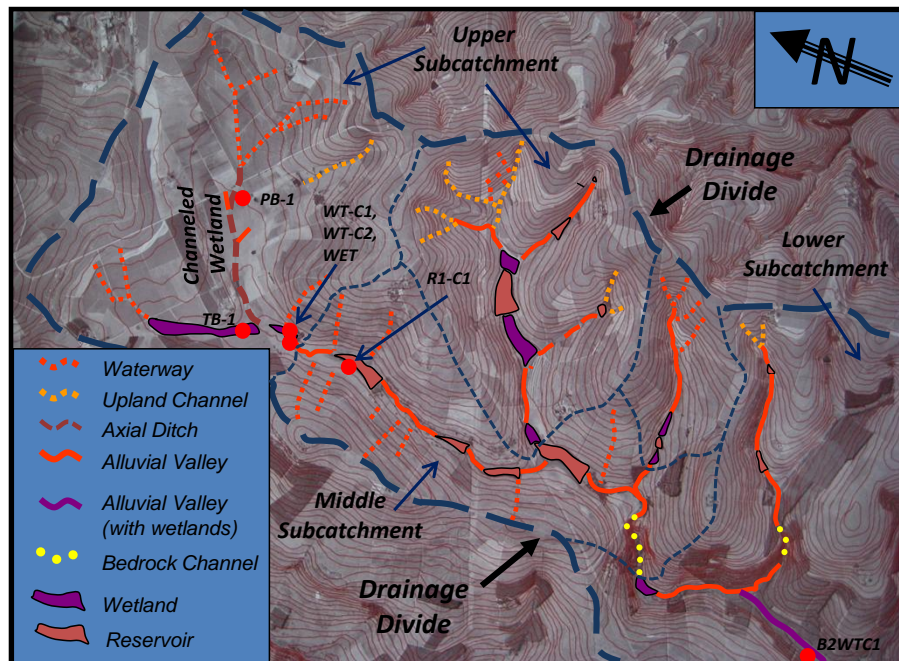 Upper
Subcatchment
N
Drainage
Divide
PB-1
Channeled
Wetland
WT-C1,
WT-C2,
WET
Lower
Subcatchment
R1-C1
TB-1
Waterway
Upland Channel
Axial Ditch
Alluvial Valley
Alluvial Valley
(with wetlands)
Bedrock Channel
Wetland
Reservoir
Middle
Subcatchment
Drainage
Divide
B2WTC1